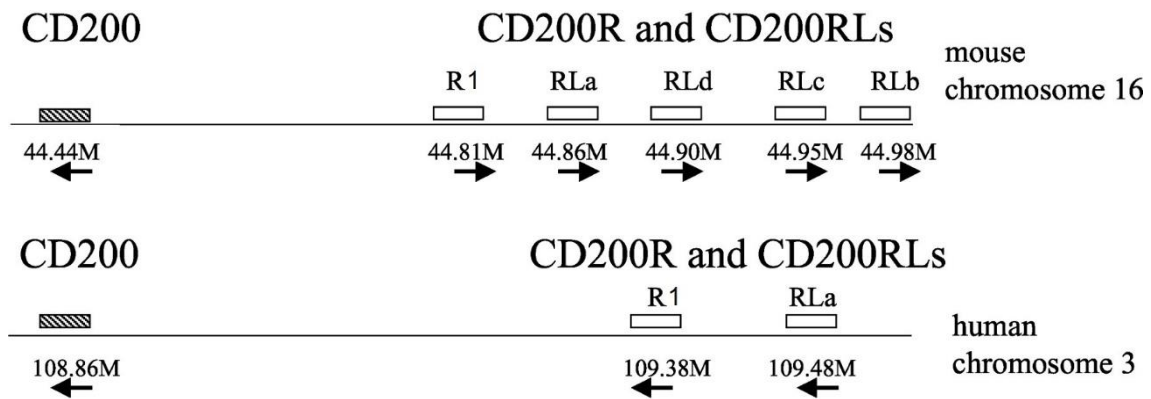 CD200 CD200R and CD200RLs
mouse
chromosome 16
R1 RLa RLd RLc RLb
44.44M 44.81M 44.86M 44.90M 44.95M 44.98M
CD200 CD200R and CD200RLs
R1 RLa
human
chromosome 3
108.86M 109.38M 109.48M